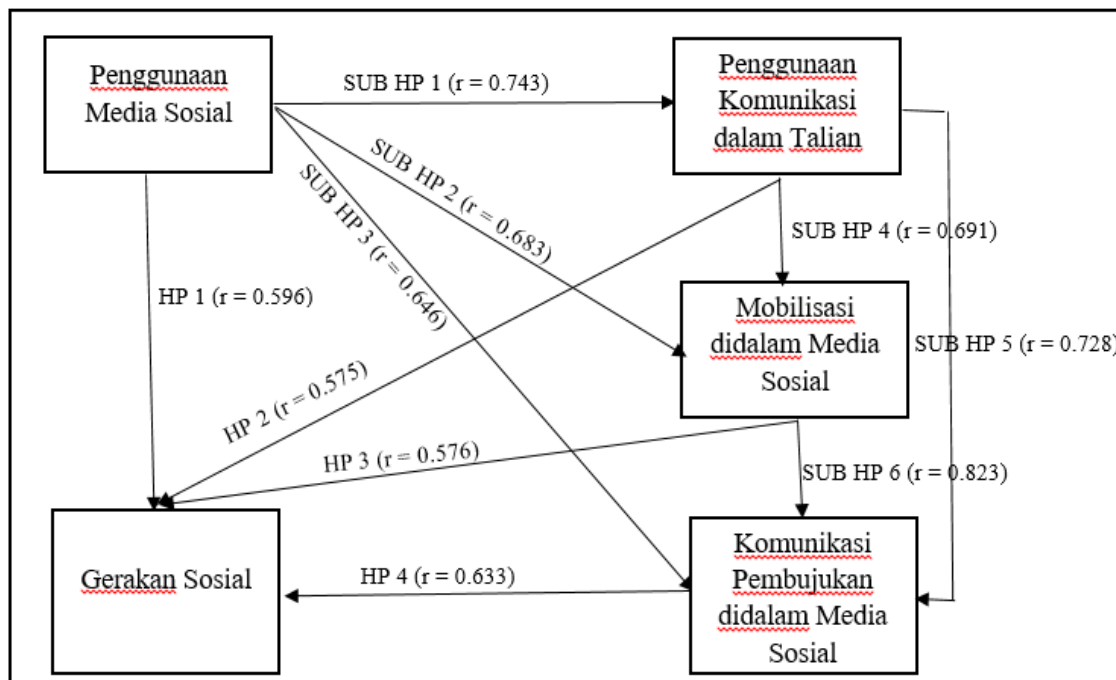 Penggunaan
Media Sosial
SUB HP 1 (r = 0.743)
Penggunaan
Komunikasi
dalam Talian
SUB HP 2 (r = 0.683)
SUB HP 3 (r = 0.646)
SUB HP 4 (r = 0.691)
HP 1 (r = 0.596)
Mobilisasi
didalam Media
Sosial
SUB HP 5 (r = 0.728)
HP 2 (r = 0.575)
HP 3 (r = 0.576)
SUB HP 6 (r = 0.823)
Gerakan Sosial
HP 4 (r = 0.633)
Komunikasi
Pembujukan
didalam Media
Sosial